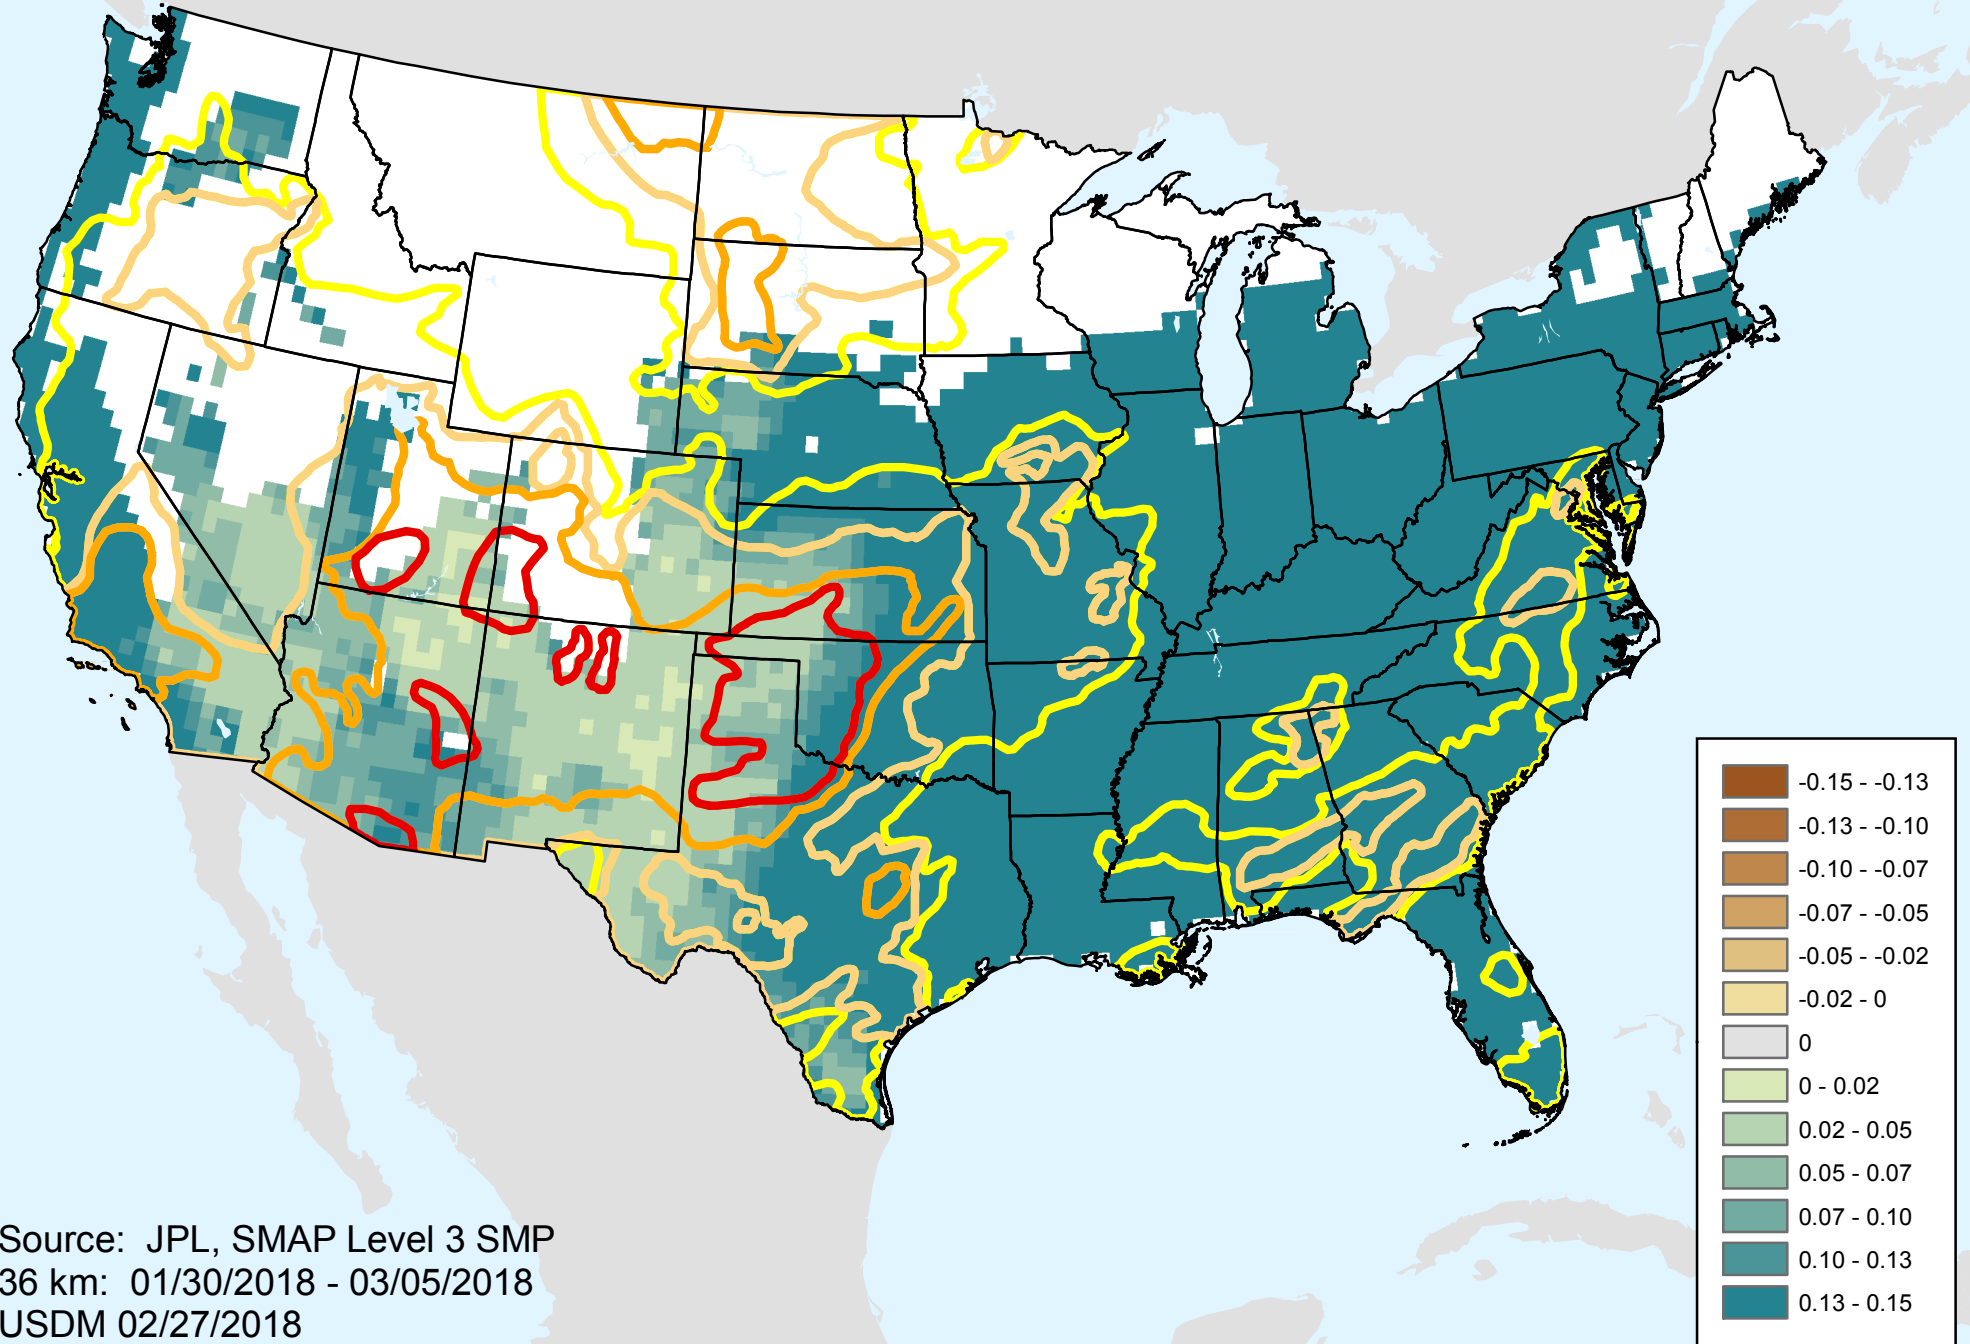 -0.15 - -0.13
-0.13 - -0.10
-0.10 - -0.07
-0.07 - -0.05
-0.05 - -0.02
-0.02 - 0
0
0 - 0.02
0.02 - 0.05
0.05 - 0.07
0.07 - 0.10
0.10 - 0.13
0.13 - 0.15
Source: JPL, SMAP Level 3 SMP
36 km: 01/30/2018 - 03/05/2018
USDM 02/27/2018